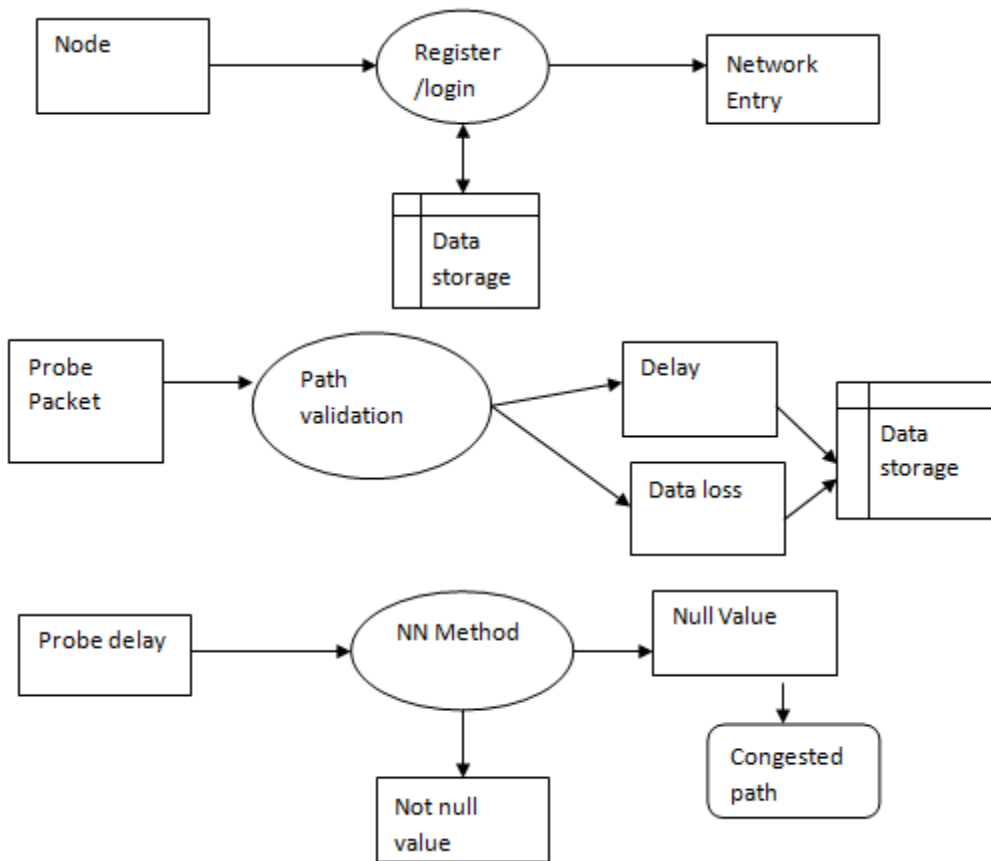 Node
Register
/login
Network
Entry
Data
storage
Probe
Packet
Path
validation
Delay
Data loss
Data
storage
Probe delay
NN Method
Null Value
Not null
value
Congested
path